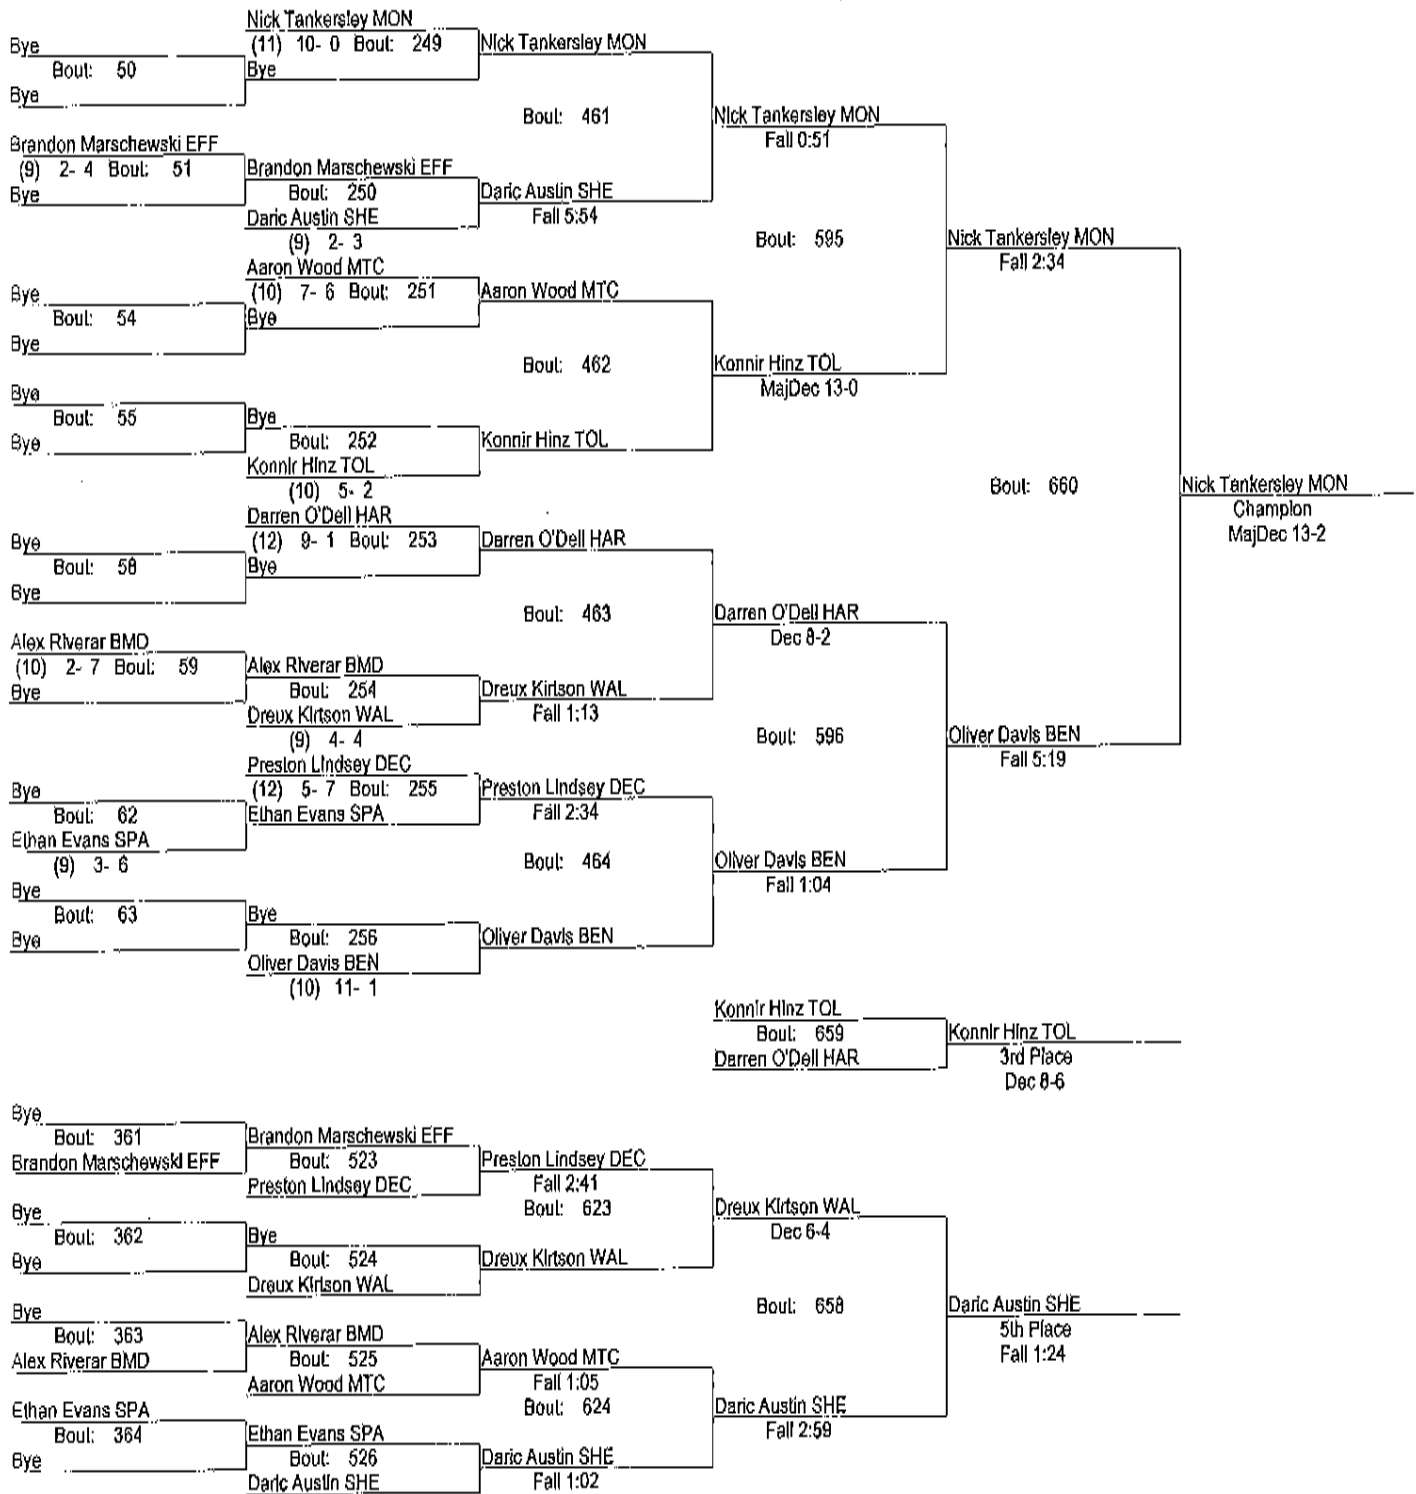 Nick Tankersley MON
Bye
(11) 10- 0 Bout: 249
Nick Tankersley MON
Bout: 50
Bye
Bye
Bout: 461
Nick Tankersley MON
Fall 0:51
Brandon Marschewski EFF
(9) 2- 4 Bout: 51
Brandon Marschewski EFF
Bye
Bout: 250
Daric Austin SHE
Daric Austin SHE
Fall 5:54
(9) 2- 3
Bout: 595
Nick Tankersley MON
Fall 2:34
Aaron Wood MTC
Bye
(10) 7- 6 Bout: 251
Aaron Wood MTC
Bout: 54
Bye
Bye
Bout: 462
Konnir Hinz TOL
MajDec 13-0
Bye
Bout: 55
Bye
Bye
Bout: 252
Konnir Hinz TOL
Konnir Hinz TOL
(10) 5- 2
Bout: 660
Nick Tankersley MON
Champion
MajDec 13-2
Darren O'Dell HAR
Bye
(12) 9- 1 Bout: 253
Darren O'Dell HAR
Bout: 58
Bye
Bye
Bout: 463
Darren O'Dell HAR
Dec 8-2
Alex Riverar BMD
(10) 2- 7 Bout: 59
Alex Riverar BMD
Bye
Bout: 254
Dreux Kirtson WAL
Dreux Kirtson WAL
Fall 1:13
(9) 4- 4
Bout: 596
Oliver Davis BEN
Fall 5:19
Preston Lindsey DEC
Bye
(12) 5- 7 Bout: 255
Preston Lindsey DEC
Bout: 62
Ethan Evans SPA
Fall 2:34
Ethan Evans SPA
(9) 3- 6
Bout: 464
Oliver Davis BEN
Fall 1:04
Bye
Bout: 63
Bye
Bye
Bout: 256
Oliver Davis BEN
Oliver Davis BEN
(10) 11- 1
Konnir Hinz TOL
Bout: 659
Konnir Hinz TOL
Darren O'Dell HAR
3rd Place
Dec 8-6
Bye
Bout: 361
Brandon Marschewski EFF
Brandon Marschewski EFF
Bout: 523
Preston Lindsey DEC
Preston Lindsey DEC
Fall 2:41
Bout: 623
Dreux Kirtson WAL
Dec 6-4
Bye
Bout: 362
Bye
Bye
Bout: 524
Dreux Kirtson WAL
Dreux Kirtson WAL
Bout: 658
Daric Austin SHE
5th Place
Fall 1:24
Bye
Bout: 363
Alex Riverar BMD
Alex Riverar BMD
Bout: 525
Aaron Wood MTC
Aaron Wood MTC
Fall 1:05
Bout: 624
Daric Austin SHE
Fall 2:59
Ethan Evans SPA
Bout: 364
Ethan Evans SPA
Bye
Bout: 526
Daric Austin SHE
Daric Austin SHE
Fall 1:02